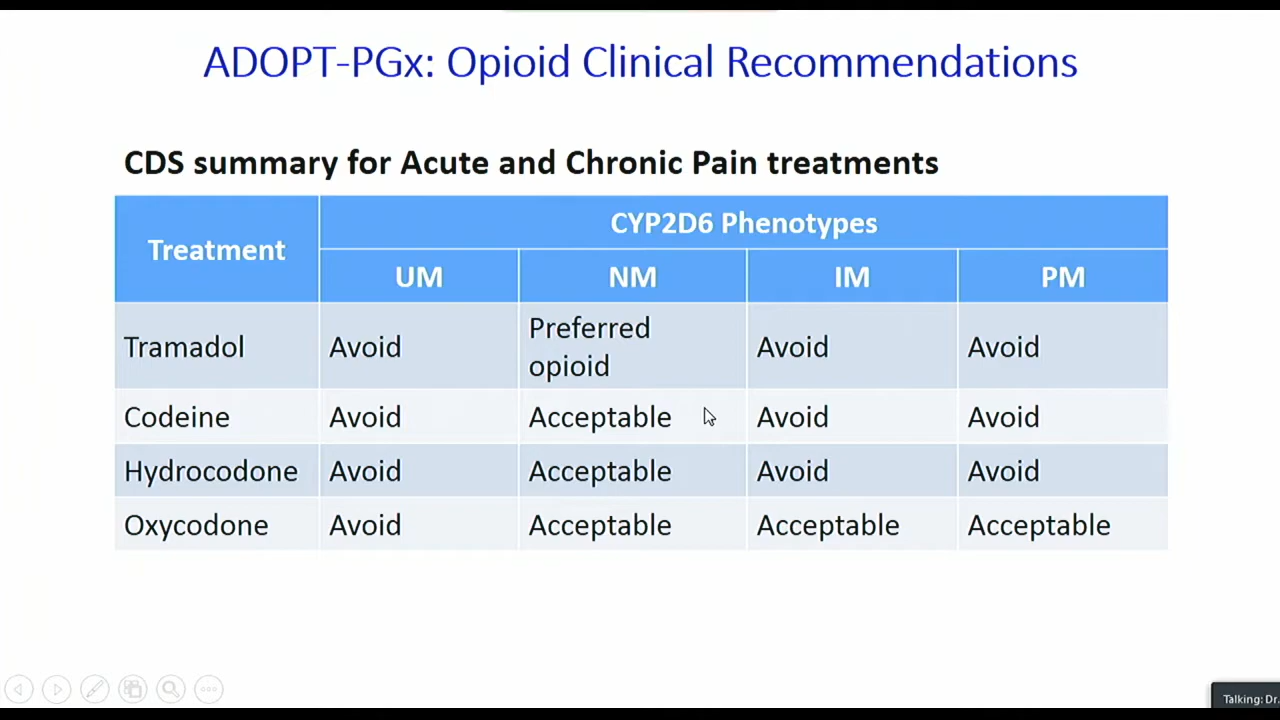 ADOPT-PGx: Opioid Clinical Recommendations
CDS summary for Acute and Chronic Pain treatments
Treatment
CYP2D6 Phenotypes
UM NM IM PM
Tramadol Avoid Preferred opioid Avoid Avoid
Codeine Avoid Acceptable Avoid Avoid
Hydrocodone Avoid Acceptable Avoid Avoid
Oxycodone Avoid Acceptable Acceptable Acceptable
Talking: Dr.